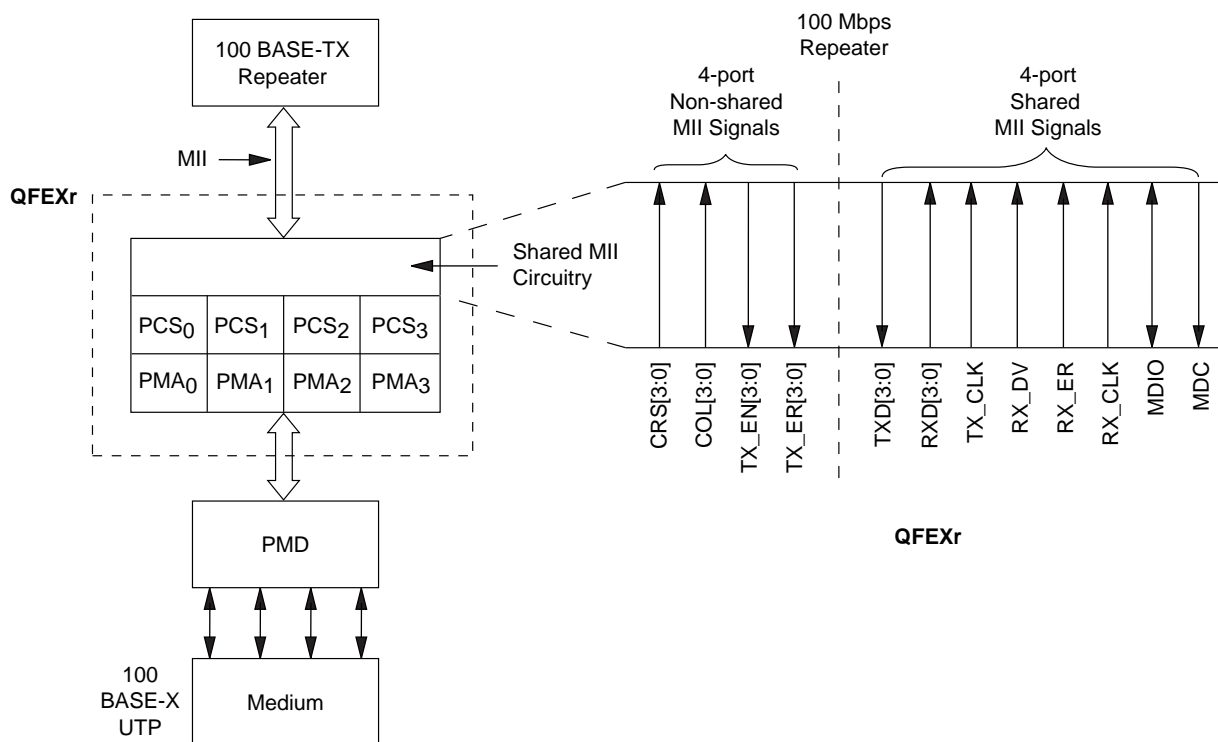 100 BASE-TX
Repeater
MII
QFEXr
Shared MII
Circuitry
PCS0 PCS1 PCS2 PCS3
PMA0 PMA1 PMA2 PMA3
PMD
100
BASE-X
UTP
Medium
100 Mbps
Repeater
4-port
Non-shared
MII Signals
4-port
Shared
MII Signals
CRS[3:0]
COL[3:0]
TX_EN[3:0]
TX_ER[3:0]
TXD[3:0]
RXD[3:0]
TX_CLK
RX_DV
RX_ER
RX_CLK
MDIO
MDC
QFEXr